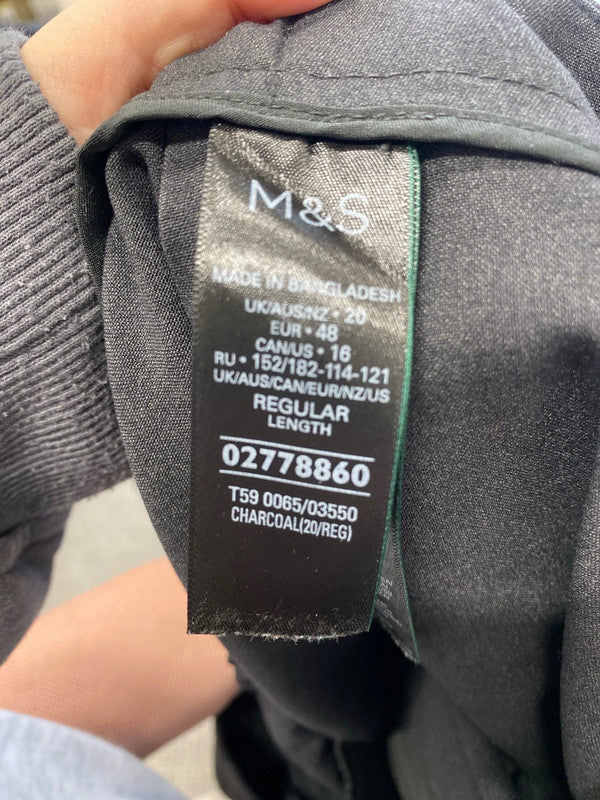 M&S
MADE IN BANGLADESH
UK/AUS/NZ • 20
EUR • 48
CAN/US • 16
RU • 152/182-114-121
UK/AUS/CAN/EUR/NZ/US
REGULAR
LENGTH
02778860
T59 0065/03550
CHARCOAL(20/REG)